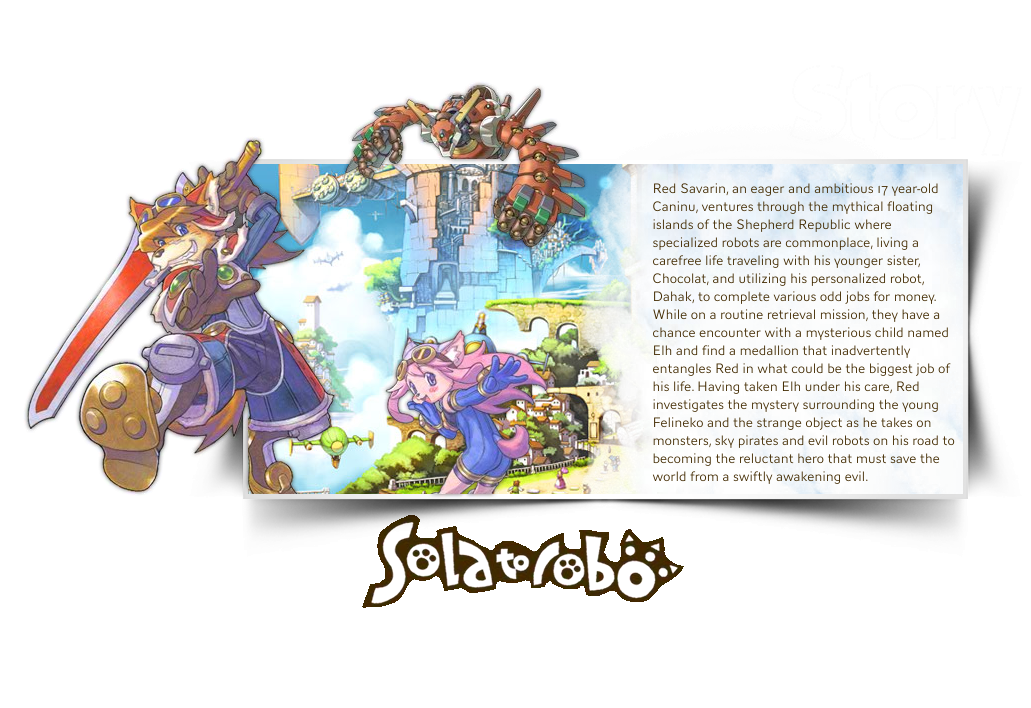 Story
Red Savarin, an eager and ambitious 17 year-old
Caninu, ventures through the mythical floating
islands of the Shepherd Republic where
specialized robots are commonplace, living a
carefree life traveling with his younger sister,
Chocolat, and utilizing his personalized robot,
Dahak, to complete various odd jobs for money.
While on a routine retrieval mission, they have a
chance encounter with a mysterious child named
Elh and find a medallion that inadvertently
entangles Red in what could be the biggest job of
his life. Having taken Elh under his care, Red
investigates the mystery surrounding the young
Felineko and the strange object as he takes on
monsters, sky pirates and evil robots on his road to
becoming the reluctant hero that must save the
world from a swiftly awakening evil.
Solatorobo